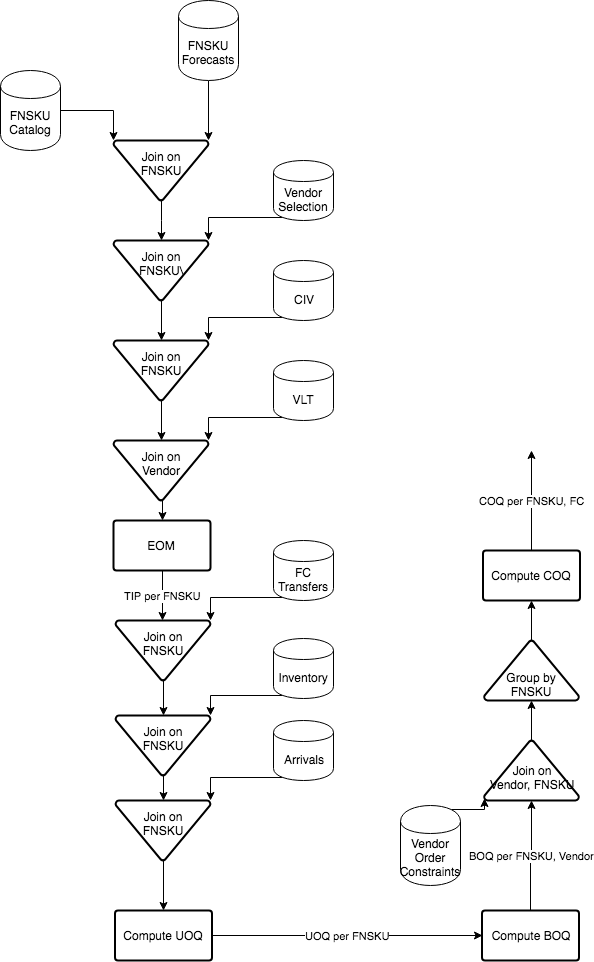 FNSKU
Forecasts
FNSKU
Catalog
Join on
FNSKU
Vendor
Selection
Join on
FNSKU\
CIV
Join on
FNSKU
VLT
Join on
Vendor
COQ per FNSKU, FC
EOM
FC
Transfers
Compute COQ
TIP per FNSKU
Join on
FNSKU
Inventory
Group by
FNSKU
Join on
FNSKU
Arrivals
Join on
Vendor, FNSKU
Join on
FNSKU
Vendor
Order
Constraints
BOQ per FNSKU, Vendor
Compute UOQ
UOQ per FNSKU
Compute BOQ